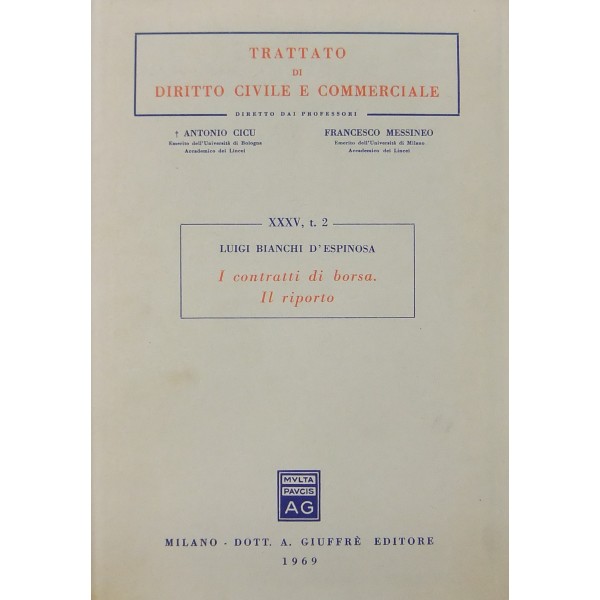 TRATTATO
DI
DIRITTO CIVILE E COMMERCIALE
DIRETTO DAI PROFESSORI
† ANTONIO CICU
Emerito dell'Università di Bologna
Accademico dei Lincei
FRANCESCO MESSINEO
Emerito dell'Università di Milano
Accademico dei Lincei
XXXV, t. 2
LUIGI BIANCHI D'ESPINOSA
I contratti di borsa.
Il riporto
MVLTA
PAVCIS
AG
MILANO - DOTT. A. GIUFFRÈ EDITORE
1969